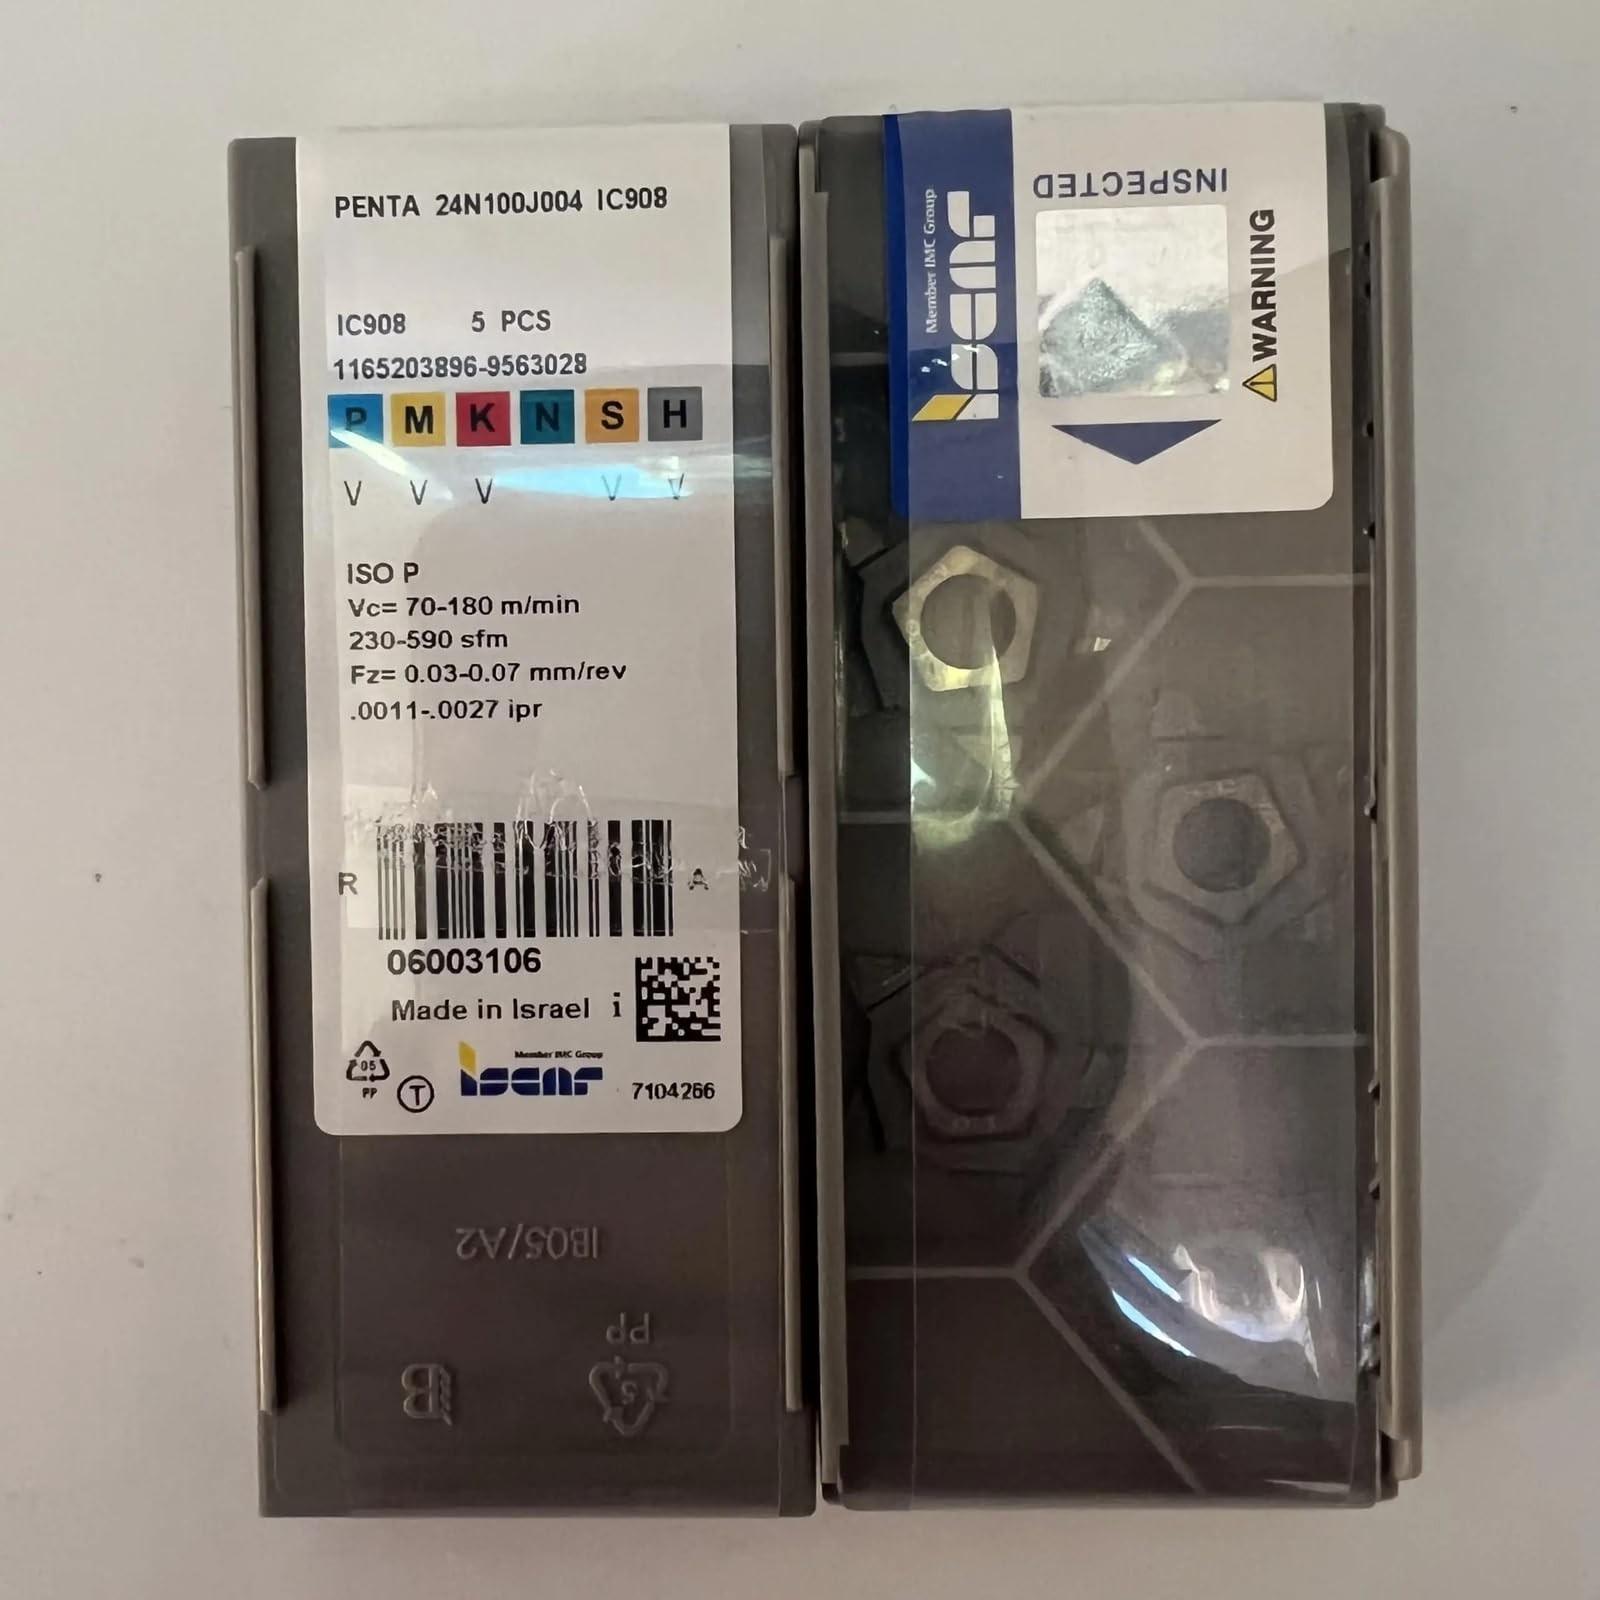 PENTA 24N100J004 IC908
IC908 5 PCS
1165203896-9563028
P M K N S H
V V V V V
ISO P
Vc= 70-180 m/min
230-590 sfm
Fz= 0.03-0.07 mm/rev
.0011-.0027 ipr
R A
06003106
Made in Israel i
05
PP
T
Member IMC Group
ISCAR
7104266
IB05/A2
PP
5
B
INSPECTED
Member IMC Group
ISCAR
WARNING